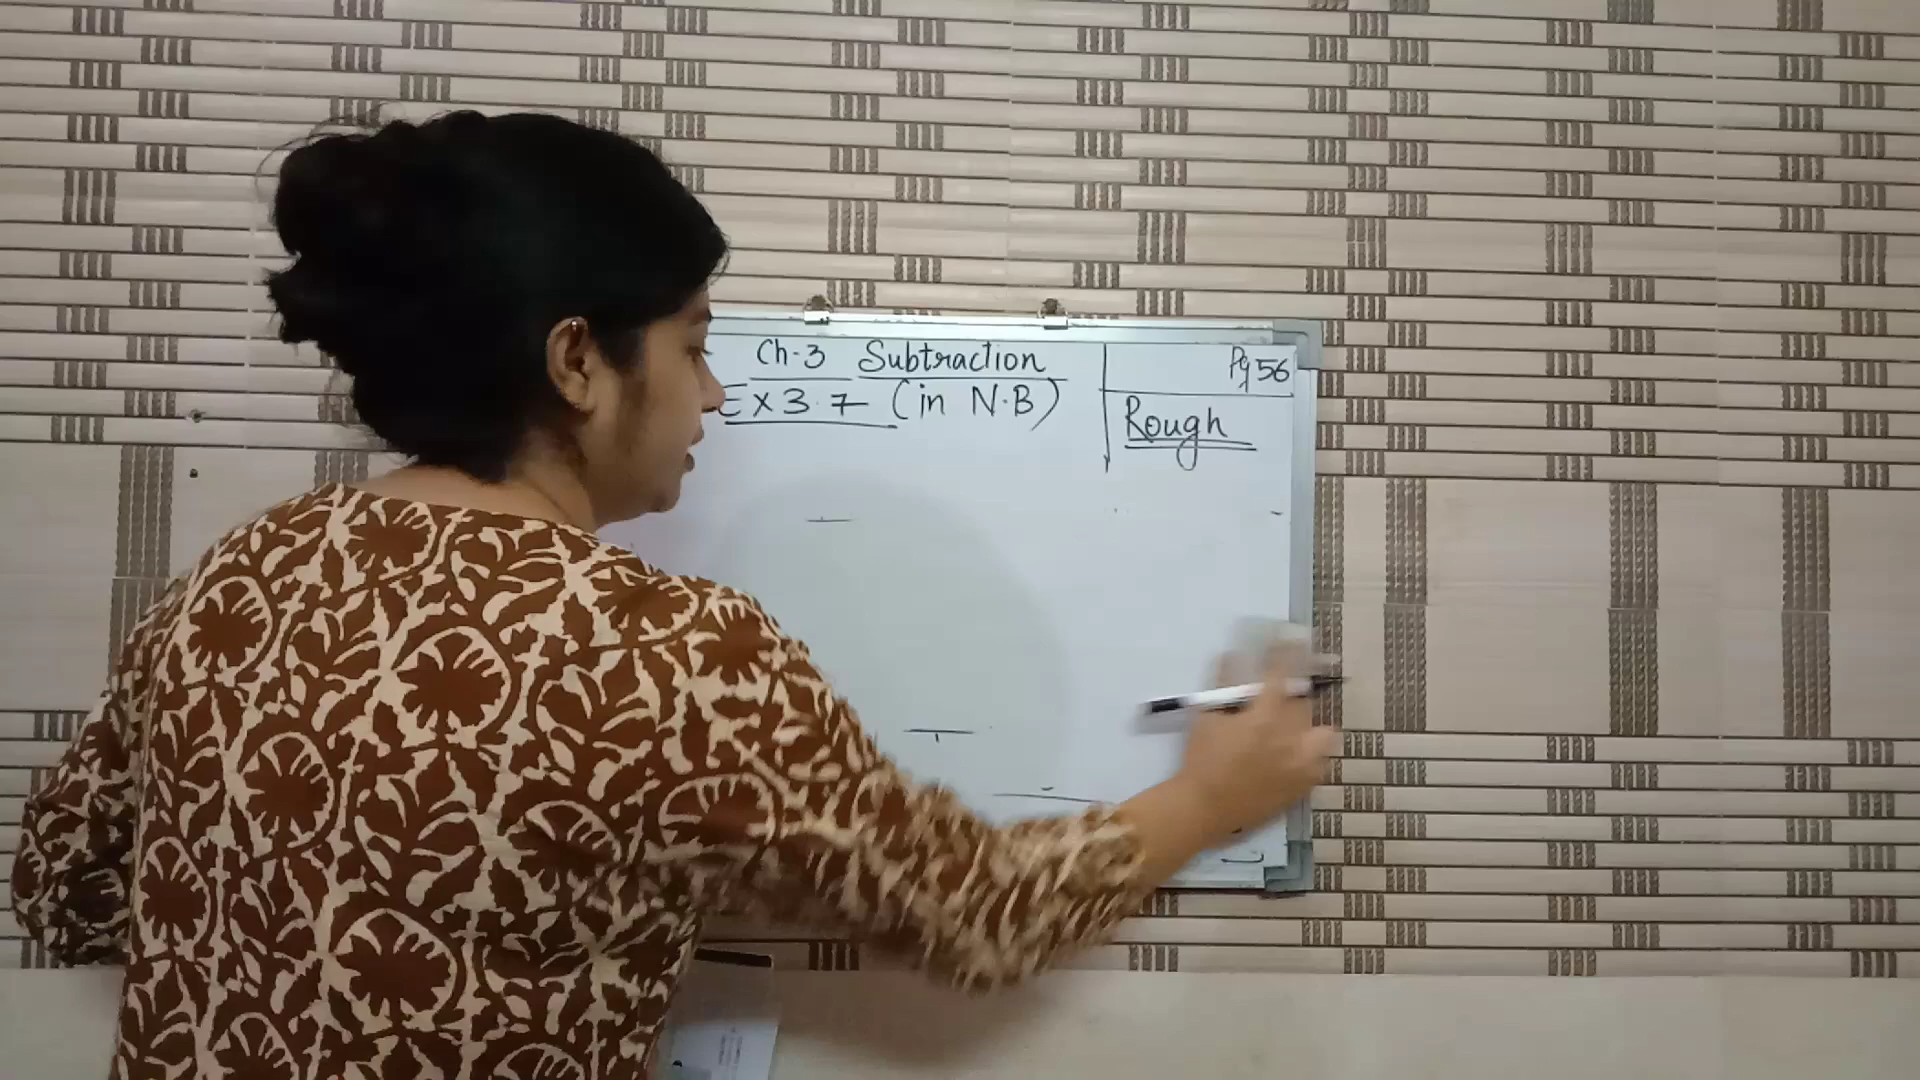 Ch-3 Subtraction
Ex 3.7 (in N.B)
Pg 56
Rough